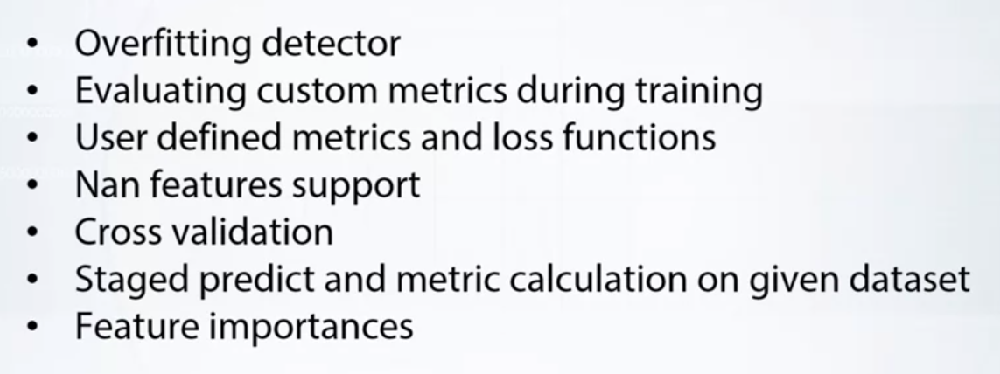 • Overfitting detector
• Evaluating custom metrics during training
• User defined metrics and loss functions
• Nan features support
• Cross validation
• Staged predict and metric calculation on given dataset
• Feature importances